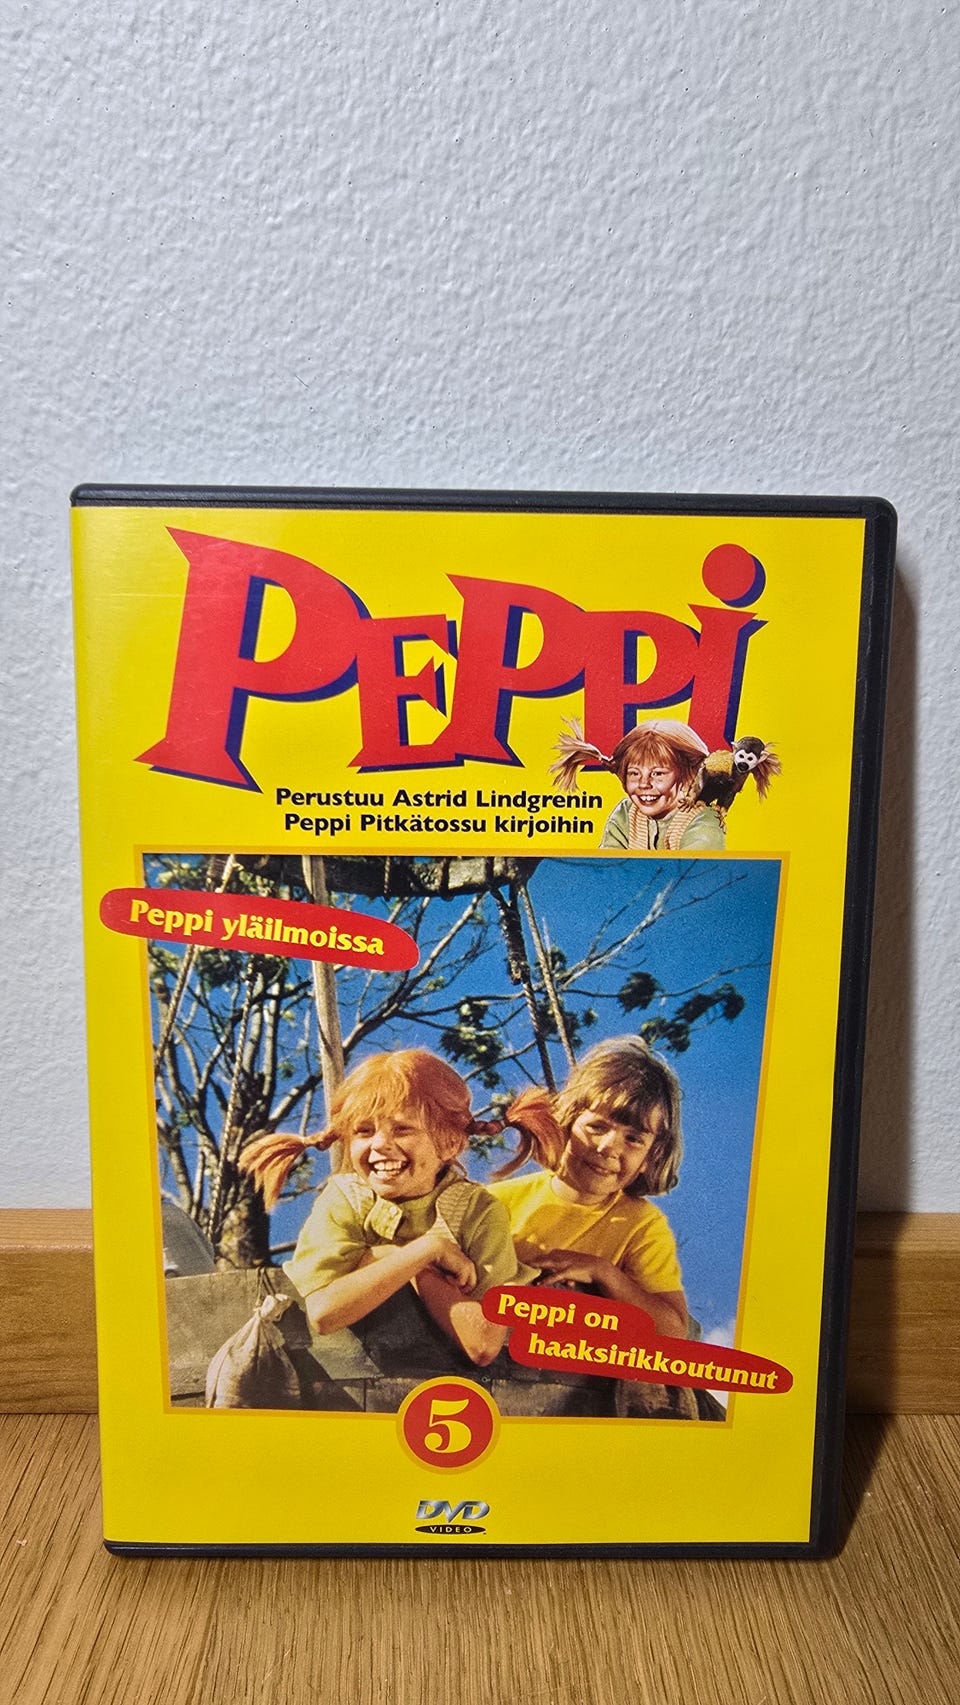 PEPPi
Perustuu Astrid Lindgrenin
Peppi Pitkätossu kirjoihin
Peppi yläilmoissa
Peppi on
haaksirikkoutunut
5
DVD
VIDEO